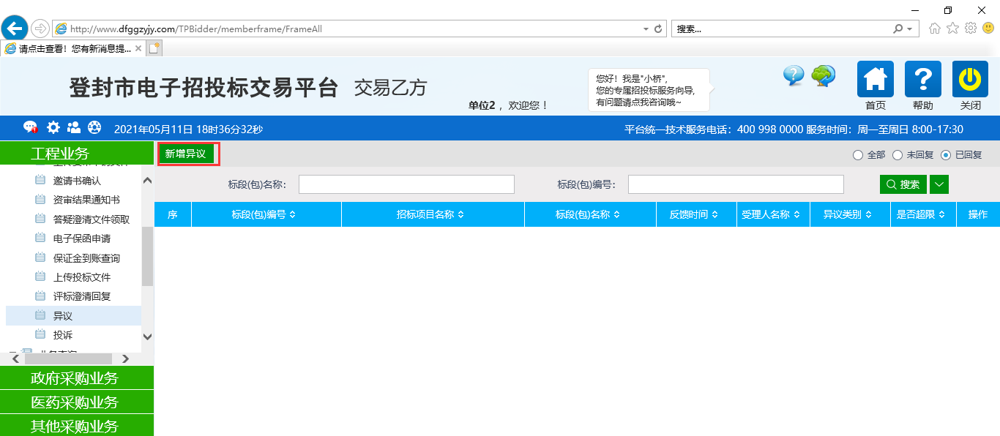 http://www.dfggzyjy.com/TPBidder/memberframe/FrameAll
搜索...
请点击查看！您有新消息提...
登封市电子招投标交易平台 交易乙方
单位2 ，欢迎您！
您好！我是"小桥",
您的专属招投标服务向导,
有问题请点我咨询哦~
首页 帮助 关闭
2021年05月11日 18时36分32秒
平台统一技术服务电话：400 998 0000 服务时间：周一至周日 8:00-17:30
工程业务
新增异议
全部 未回复 已回复
邀请书确认
资审结果通知书
答疑澄清文件领取
电子保函申请
保证金到账查询
上传投标文件
评标澄清回复
异议
投诉
政府采购业务
医药采购业务
其他采购业务
标段(包)名称：
标段(包)编号：
搜索
序 标段(包)编号 招标项目名称 标段(包)名称 反馈时间 受理人名称 异议类别 是否超限 操作